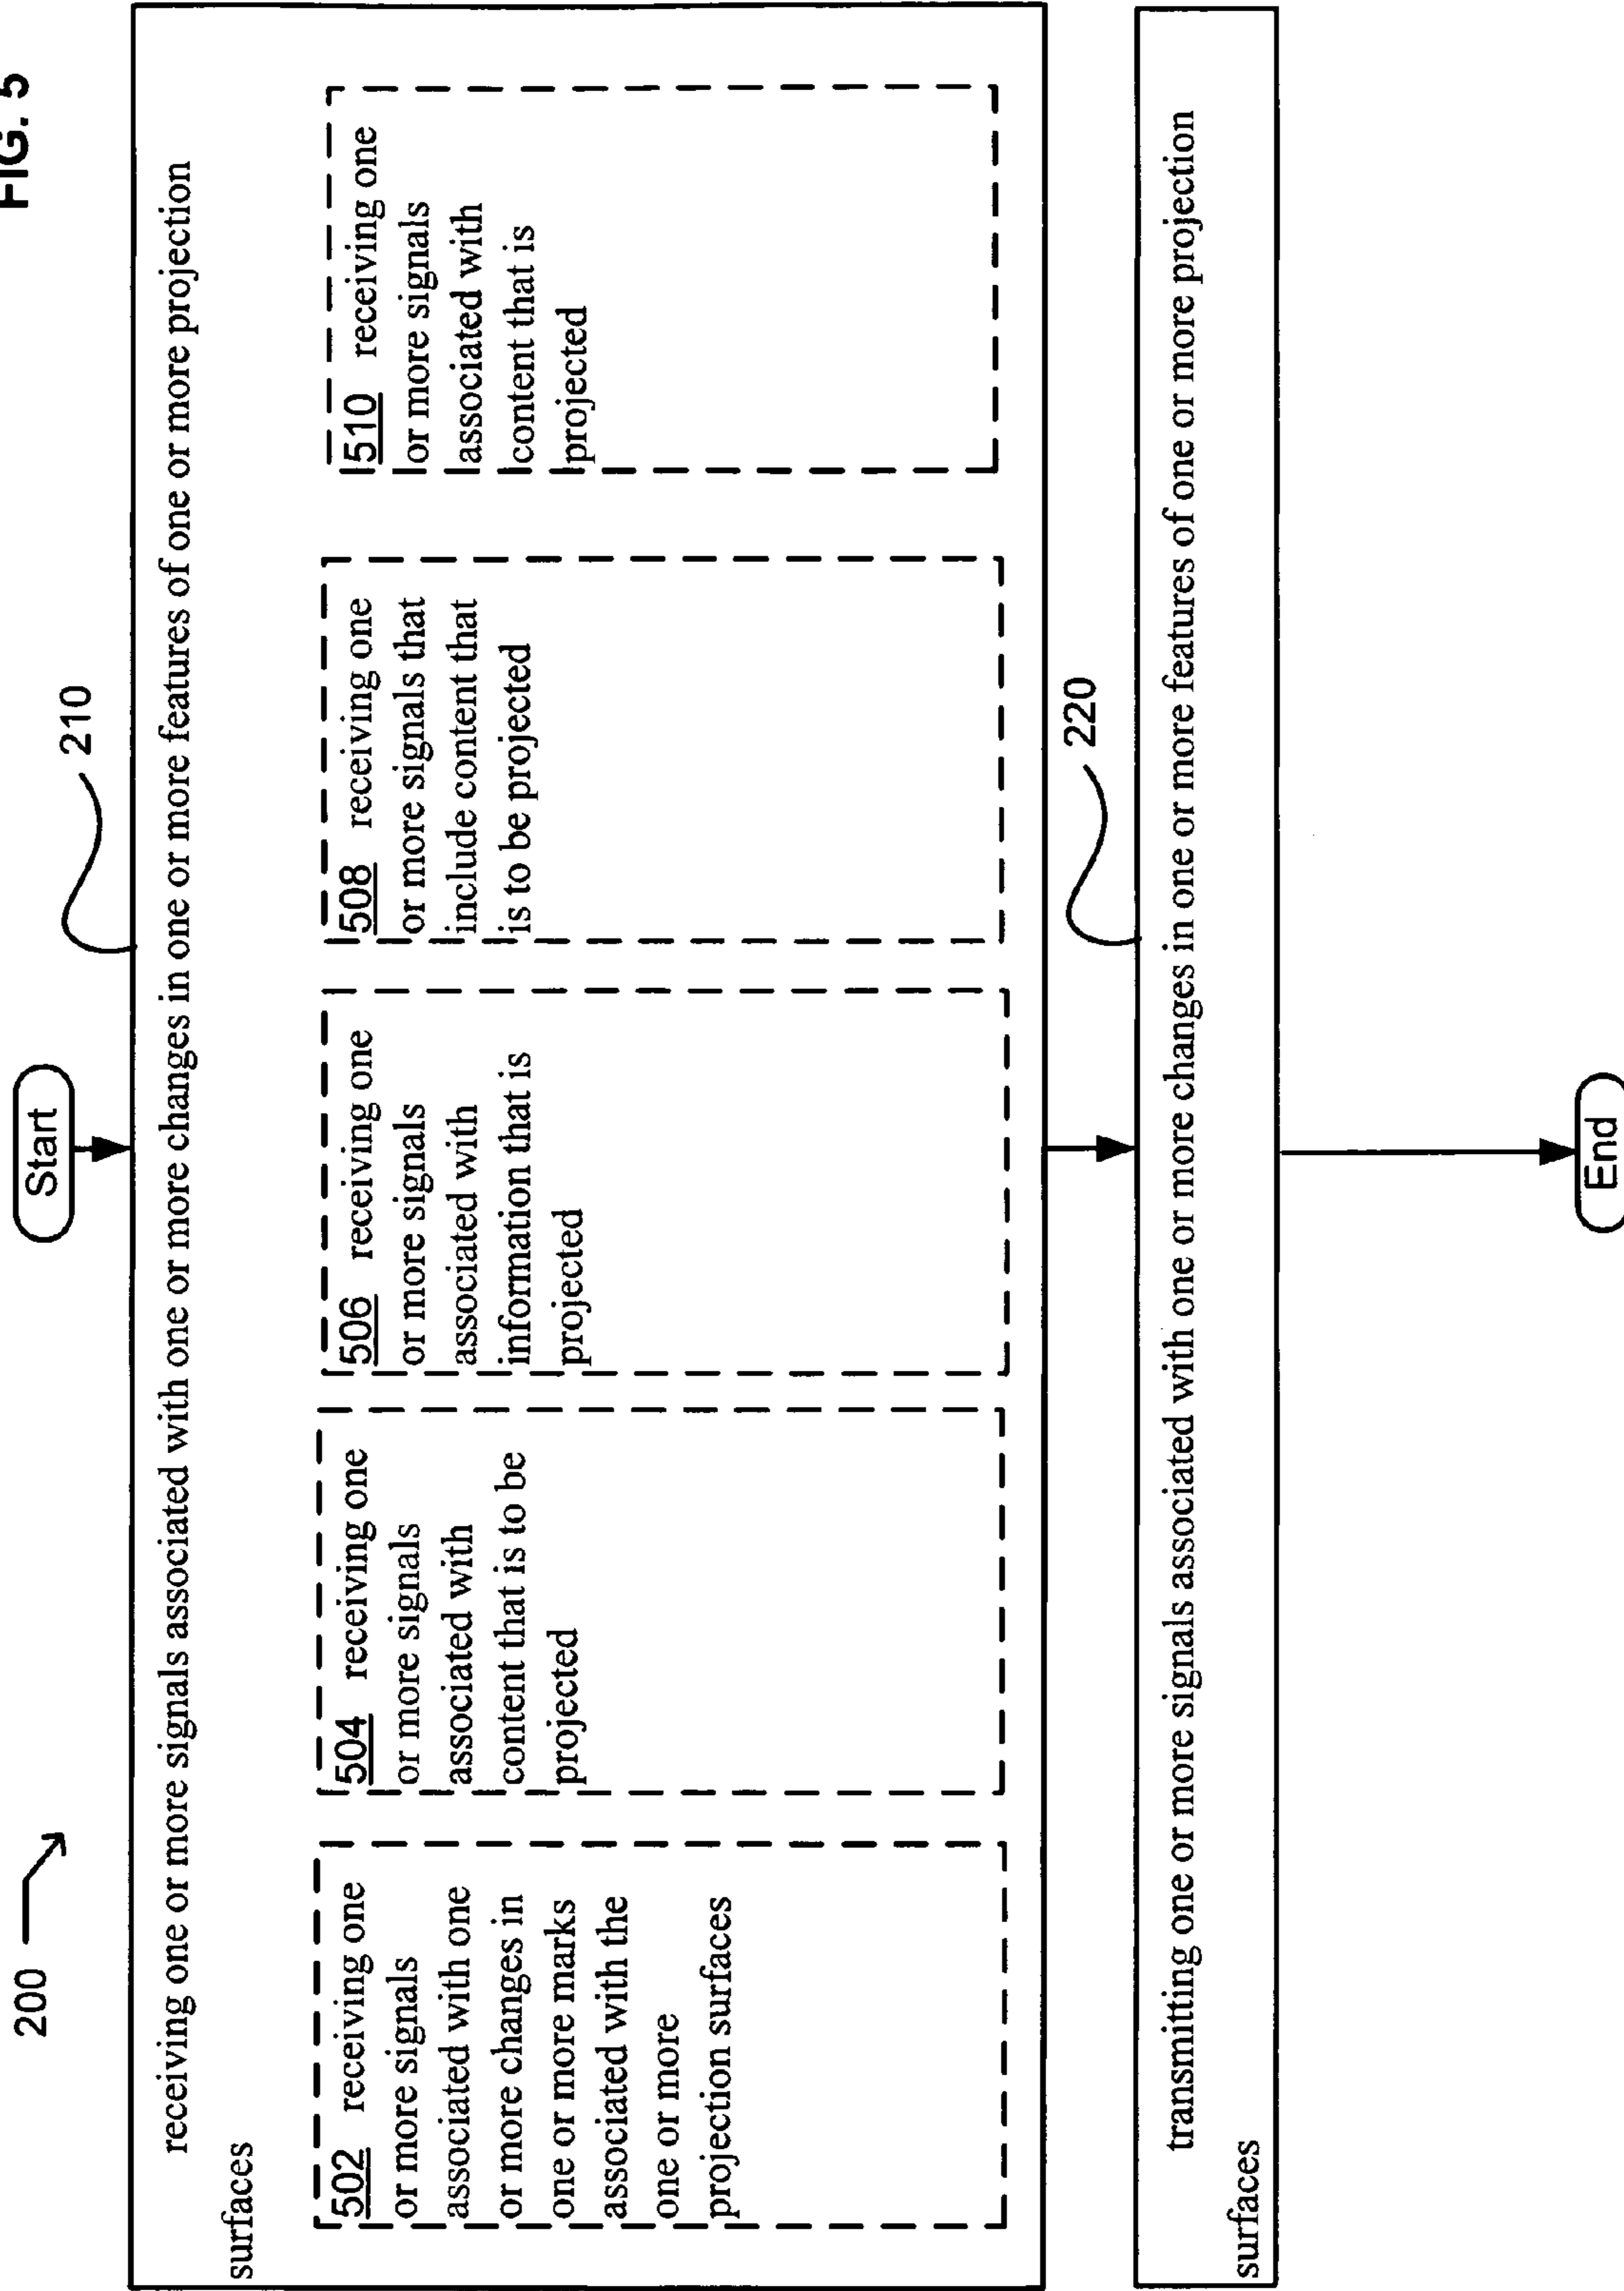 FIG. 5
200
Start
210
receiving one or more signals associated with one or more changes in one or more features of one or more projection
surfaces
502 receiving one
or more signals
associated with one
or more changes in
one or more marks
associated with the
one or more
projection surfaces
504 receiving one
or more signals
associated with
content that is to be
projected
506 receiving one
or more signals
associated with
information that is
projected
508 receiving one
or more signals that
include content that
is to be projected
510 receiving one
or more signals
associated with
content that is
projected
220
transmitting one or more signals associated with one or more changes in one or more features of one or more projection
surfaces
End